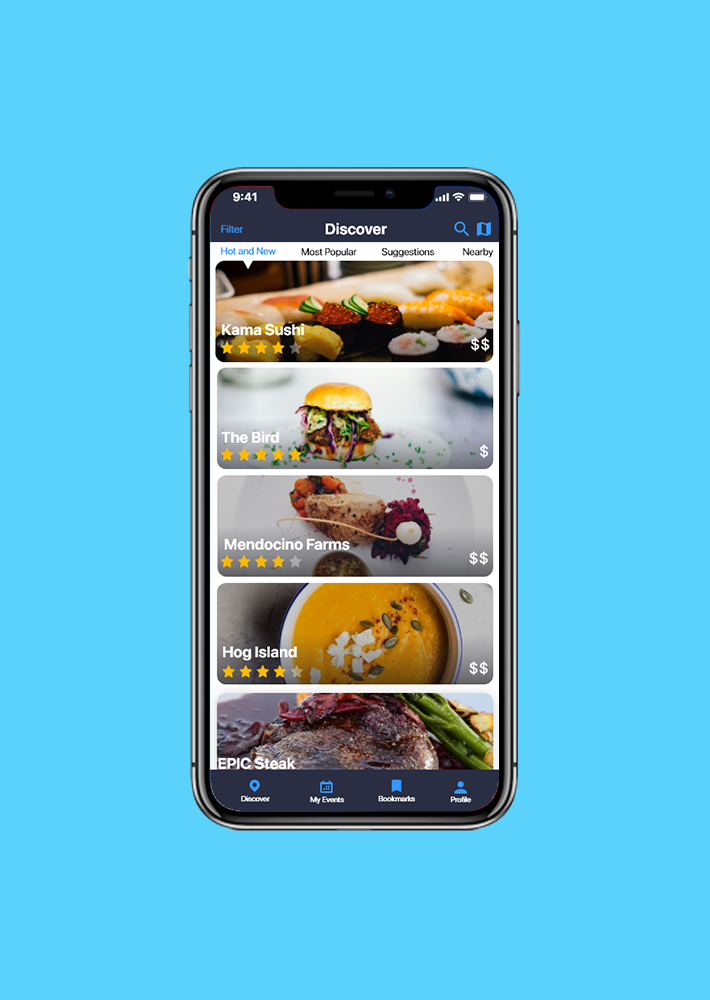 9:41
Filter Discover
Hot and New Most Popular Suggestions Nearby
Kama Sushi
$$
The Bird
$
Mendocino Farms
$$
Hog Island
$$
EPIC Steak
Discover My Events Bookmarks Profile